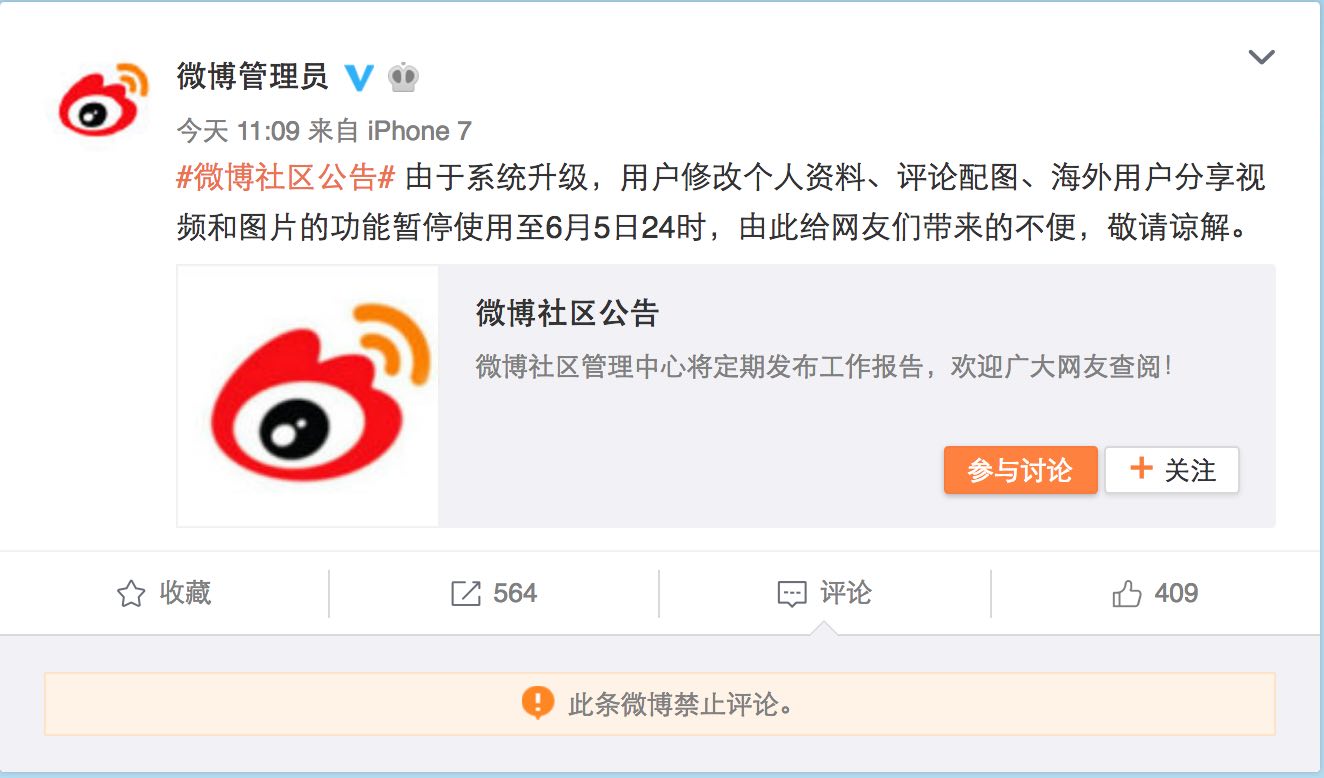 微博管理员
今天 11:09 来自 iPhone 7
#微博社区公告# 由于系统升级，用户修改个人资料、评论配图、海外用户分享视
频和图片的功能暂停使用至6月5日24时，由此给网友们带来的不便，敬请谅解。
微博社区公告
微博社区管理中心将定期发布工作报告，欢迎广大网友查阅！
参与讨论 + 关注
收藏 564 评论 409
此条微博禁止评论。